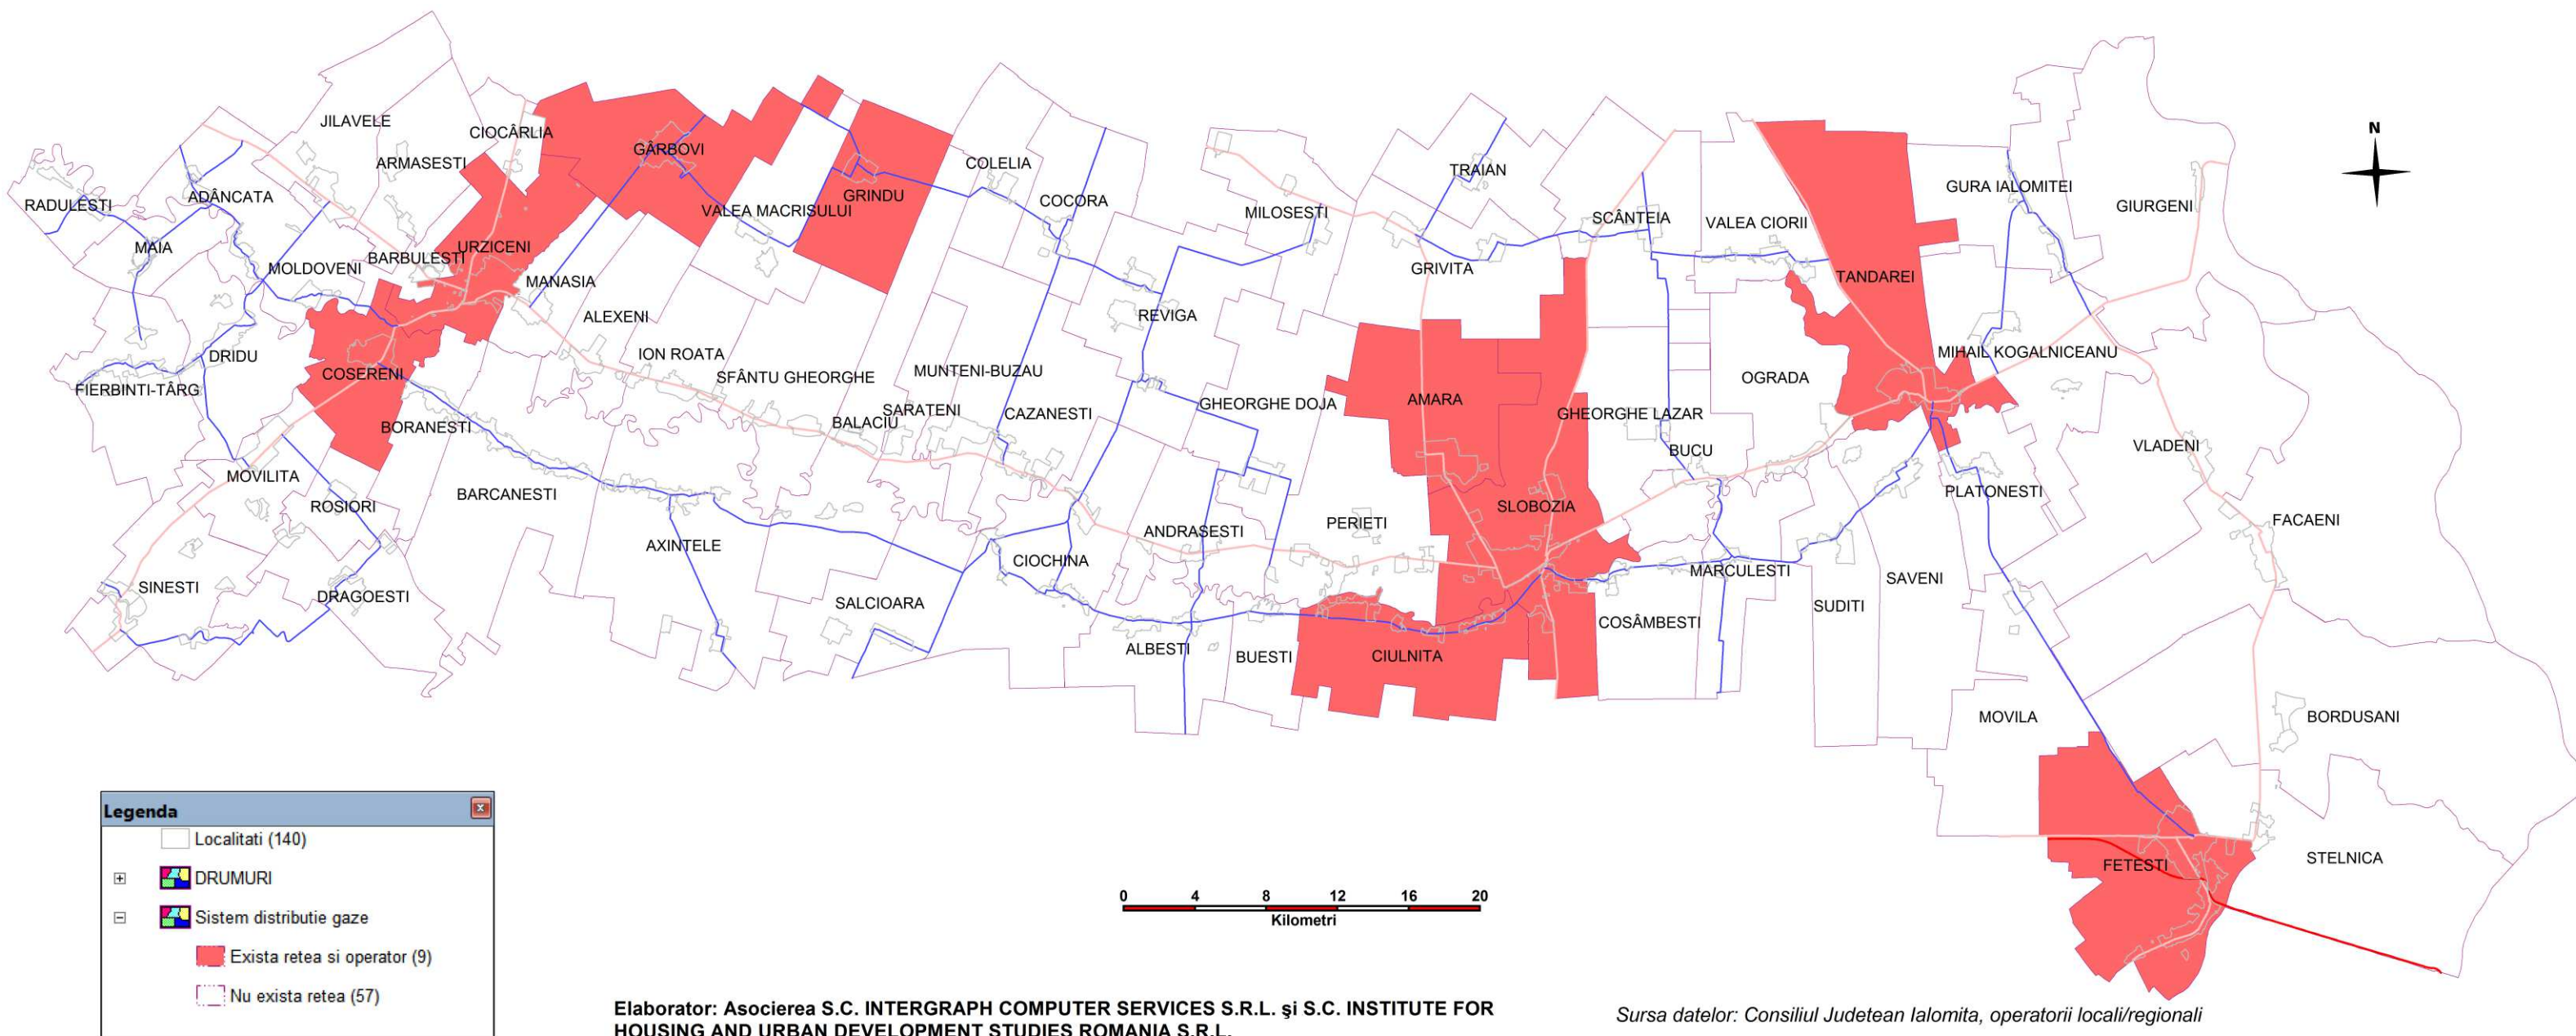 N
JILAVELE
CIOCÂRLIA
ARMASESTI
GÂRBOVI
COLELIA
TRAIAN
RADULESTI
ADÂNCATA
GRINDU
COCORA
GURA IALOMITEI
GIURGENI
VALEA MACRISULUI
MILOSESTI
SCÂNTEIA
VALEA CIORII
MAIA
URZICENI
BARBULESTI
MOLDOVENI
MANASIA
GRIVITA
TANDAREI
ALEXENI
REVIGA
DRIDU
ION ROATA
MIHAIL KOGALNICEANU
COSERENI
SFÂNTU GHEORGHE
MUNTENI-BUZAU
OGRADA
FIERBINTI-TÂRG
AMARA
GHEORGHE DOJA
SARATENI
CAZANESTI
GHEORGHE LAZAR
BORANESTI
BALACIU
BUCU
VLADENI
MOVILITA
BARCANESTI
PLATONESTI
ROSIORI
SLOBOZIA
PERIETI
FACAENI
ANDRASESTI
AXINTELE
CIOCHINA
MARCULESTI
SAVENI
SINESTI
DRAGOESTI
SALCIOARA
SUDITI
COSÂMBESTI
ALBESTI
BUESTI
CIULNITA
MOVILA
BORDUSANI
STELNICA
FETESTI
Legenda
Localitati (140)
DRUMURI
Sistem distributie gaze
Exista retea si operator (9)
Nu exista retea (57)
0 4 8 12 16 20
Kilometri
Elaborator: Asocierea S.C. INTERGRAPH COMPUTER SERVICES S.R.L. şi S.C. INSTITUTE FOR
HOUSING AND URBAN DEVELOPMENT STUDIES ROMANIA S.R.L.
Sursa datelor: Consiliul Judetean Ialomita, operatorii locali/regionali